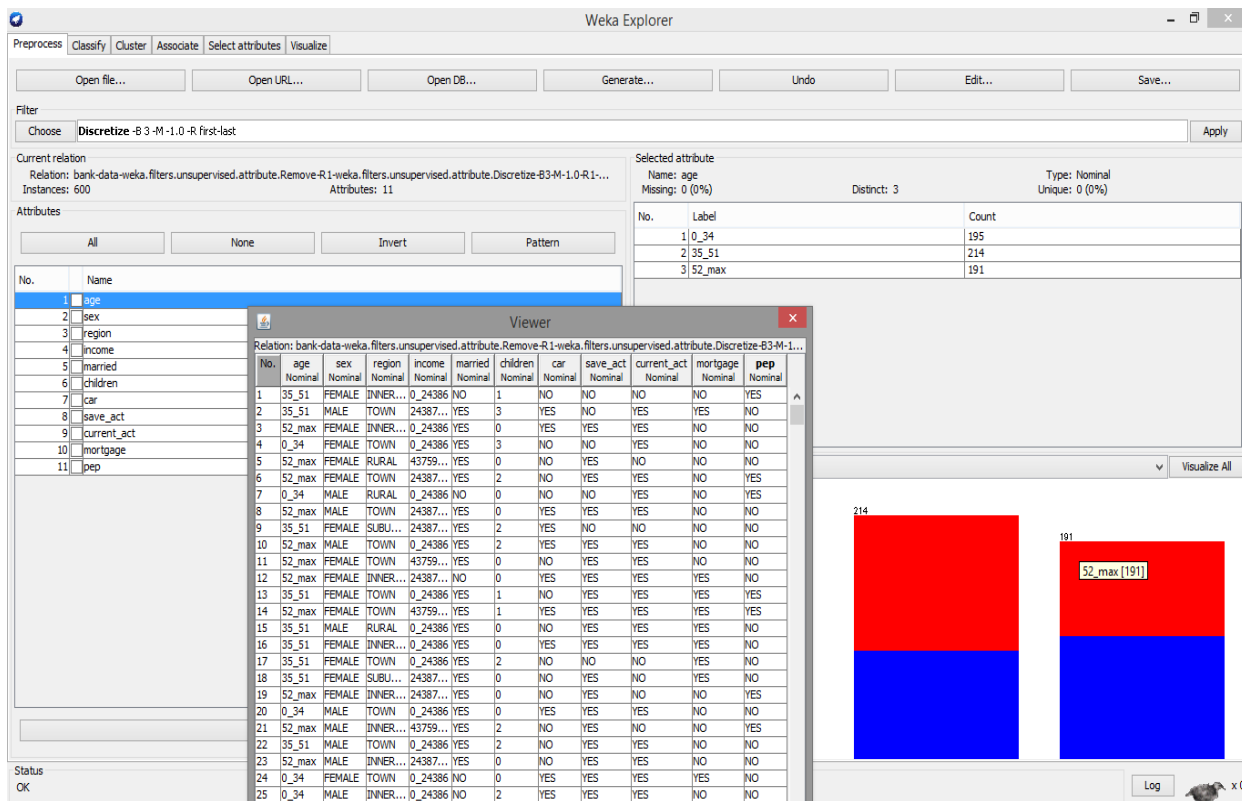 Weka Explorer
Preprocess Classify Cluster Associate Select attributes Visualize
Open file... Open URL... Open DB... Generate... Undo Edit... Save...
Filter
Choose Discretize -B 3 -M -1.0 -R first-last Apply
Current relation
Relation: bank-data-weka.filters.unsupervised.attribute.Remove-R1-weka.filters.unsupervised.attribute.Discretize-B3-M-1.0-R1-...
Instances: 600 Attributes: 11
Selected attribute
Name: age Type: Nominal
Missing: 0 (0%) Distinct: 3 Unique: 0 (0%)
No. Label Count
1 0_34 195
2 35_51 214
3 52_max 191
Attributes
All None Invert Pattern
No. Name
1 age
2 sex
3 region
4 income
5 married
6 children
7 car
8 save_act
9 current_act
10 mortgage
11 pep
Viewer
Relation: bank-data-weka.filters.unsupervised.attribute.Remove-R1-weka.filters.unsupervised.attribute.Discretize-B3-M-1...
No. age sex region income married children car save_act current_act mortgage pep
Nominal Nominal Nominal Nominal Nominal Nominal Nominal Nominal Nominal Nominal Nominal
1 35_51 FEMALE INNER... 0_24386 NO 1 NO NO NO NO YES
2 35_51 MALE TOWN 24387... YES 3 YES NO YES YES NO
3 52_max FEMALE INNER... 0_24386 YES 0 YES YES YES NO NO
4 0_34 FEMALE TOWN 0_24386 YES 3 NO NO YES NO NO
5 52_max FEMALE RURAL 43759... YES 0 NO YES NO NO NO
6 52_max FEMALE TOWN 24387... YES 2 NO YES YES NO YES
7 0_34 MALE RURAL 0_24386 NO 0 NO NO YES NO YES
8 52_max MALE TOWN 24387... YES 0 YES YES YES NO NO
9 35_51 FEMALE SUBU... 24387... YES 2 YES NO NO NO NO
10 52_max MALE TOWN 0_24386 YES 2 YES YES YES NO NO
11 52_max FEMALE TOWN 43759... YES 0 NO YES YES NO NO
12 52_max FEMALE INNER... 24387... NO 0 YES YES YES YES NO
13 35_51 FEMALE TOWN 0_24386 YES 1 NO YES YES YES YES
14 52_max FEMALE TOWN 43759... YES 1 YES YES YES YES YES
15 35_51 MALE RURAL 0_24386 YES 0 NO YES YES YES NO
16 35_51 FEMALE INNER... 0_24386 YES 0 YES YES YES YES NO
17 35_51 FEMALE TOWN 0_24386 YES 2 NO NO NO YES NO
18 35_51 FEMALE SUBU... 24387... YES 0 NO YES NO YES NO
19 52_max FEMALE INNER... 24387... YES 0 NO YES NO NO YES
20 0_34 MALE TOWN 0_24386 YES 0 NO YES YES NO NO
21 52_max MALE INNER... 43759... YES 2 NO YES NO NO YES
22 35_51 MALE TOWN 0_24386 YES 2 NO YES YES NO NO
23 52_max MALE INNER... 24387... YES 0 NO YES YES NO NO
24 0_34 FEMALE TOWN 0_24386 NO 0 YES YES YES YES NO
25 0_34 MALE INNER... 0_24386 NO 2 YES YES YES NO NO
Visualize All
214
191
52_max [191]
Status
OK
Log x 0